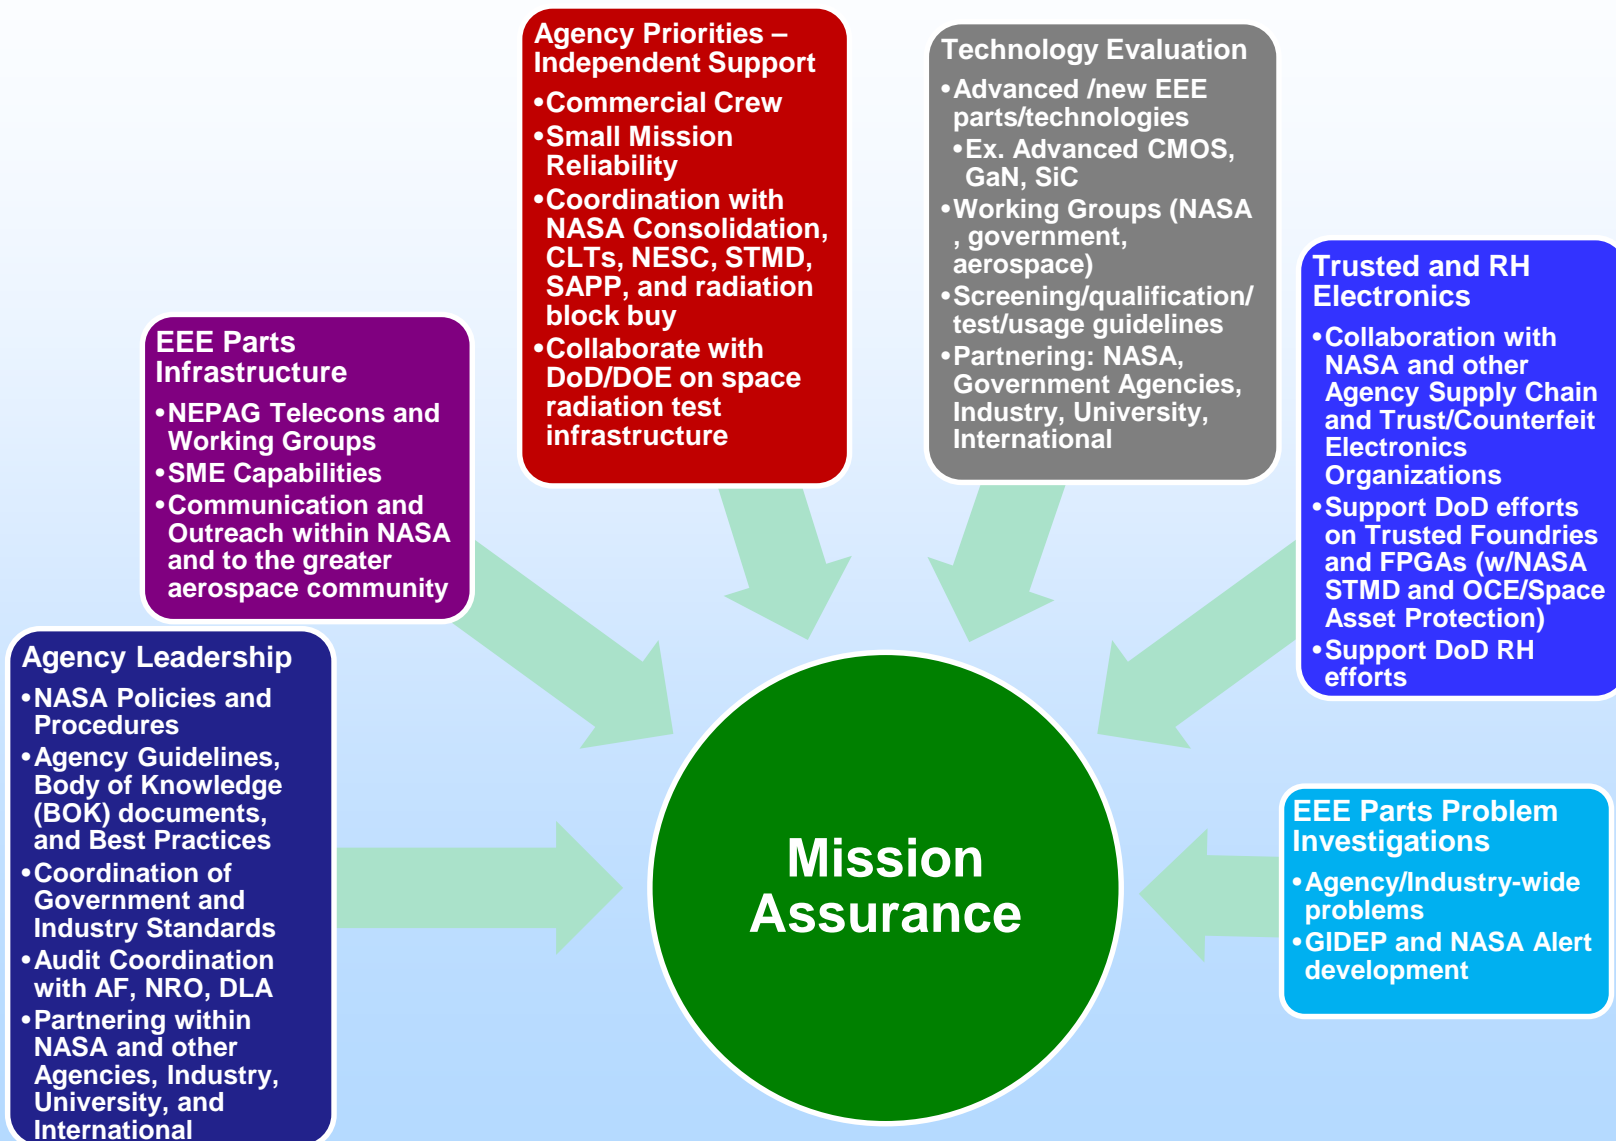 Agency Priorities –
Independent Support
•Commercial Crew
•Small Mission
Reliability
•Coordination with
NASA Consolidation,
CLTs, NESC, STMD,
SAPP, and radiation
block buy
•Collaborate with
DoD/DOE on space
radiation test
infrastructure
Technology Evaluation
•Advanced /new EEE
parts/technologies
•Ex. Advanced CMOS,
GaN, SiC
•Working Groups (NASA
, government,
aerospace)
•Screening/qualification/
test/usage guidelines
•Partnering: NASA,
Government Agencies,
Industry, University,
International
Trusted and RH
Electronics
•Collaboration with
NASA and other
Agency Supply Chain
and Trust/Counterfeit
Electronics
Organizations
•Support DoD efforts
on Trusted Foundries
and FPGAs (w/NASA
STMD and OCE/Space
Asset Protection)
•Support DoD RH
efforts
EEE Parts
Infrastructure
•NEPAG Telecons and
Working Groups
•SME Capabilities
•Communication and
Outreach within NASA
and to the greater
aerospace community
Agency Leadership
•NASA Policies and
Procedures
•Agency Guidelines,
Body of Knowledge
(BOK) documents,
and Best Practices
•Coordination of
Government and
Industry Standards
•Audit Coordination
with AF, NRO, DLA
•Partnering within
NASA and other
Agencies, Industry,
University, and
International
Mission
Assurance
EEE Parts Problem
Investigations
•Agency/Industry-wide
problems
•GIDEP and NASA Alert
development